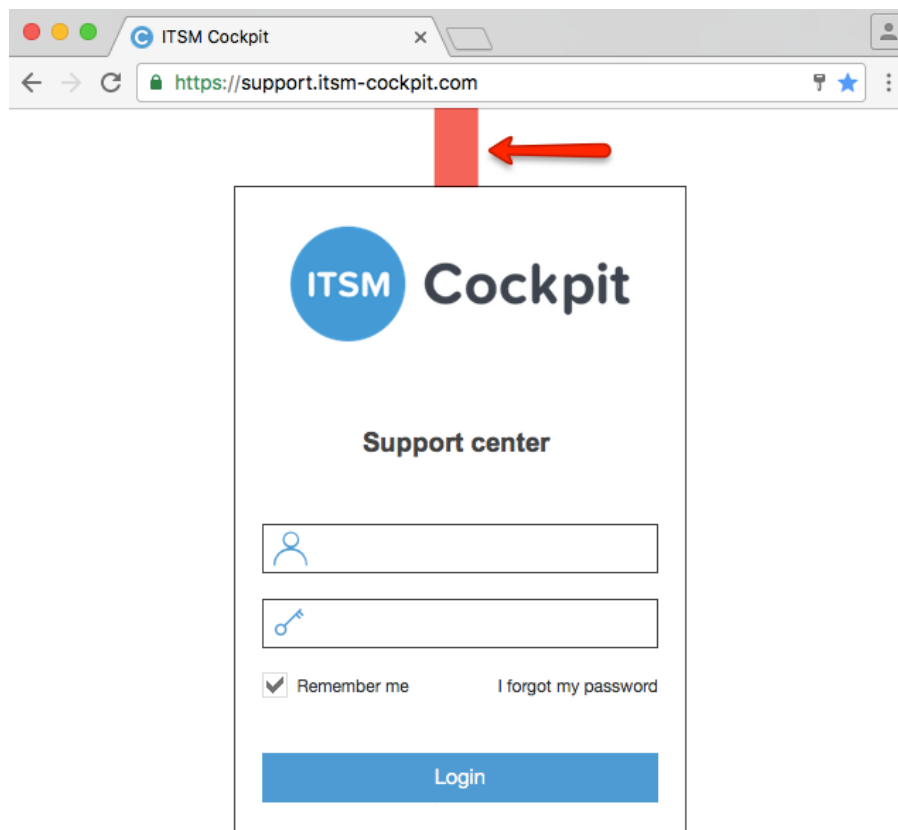 ITSM Cockpit
https://support.itsm-cockpit.com
ITSM Cockpit
Support center
Remember me I forgot my password
Login